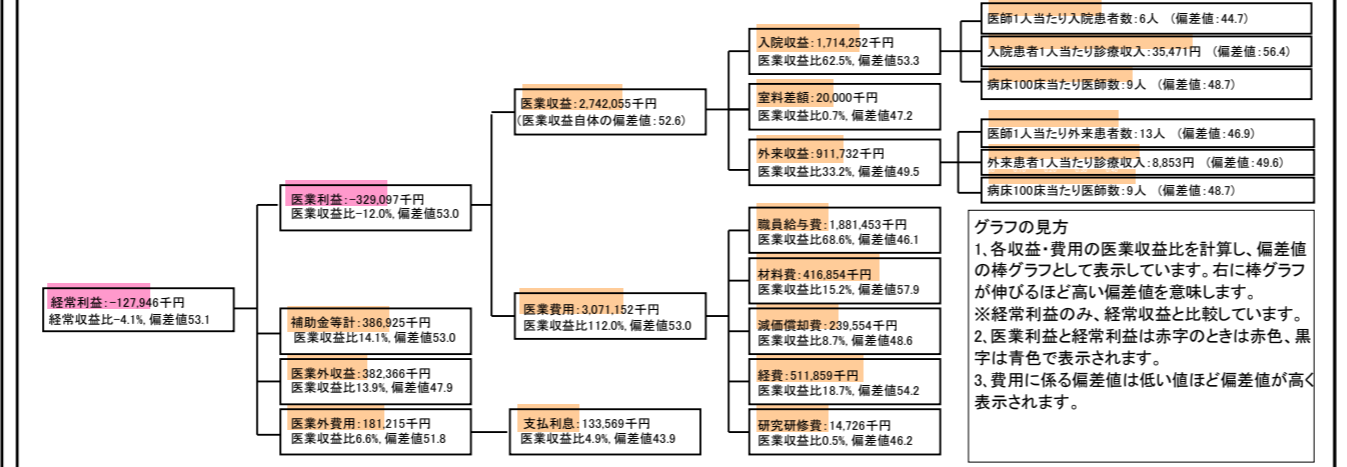 経常利益:-127,946千円
経常収益比-4.1%, 偏差値53.1
医業利益:-329,097千円
医業収益比-12.0%, 偏差値53.0
補助金等計:386,925千円
医業収益比14.1%, 偏差値53.0
医業外収益:382,366千円
医業収益比13.9%, 偏差値47.9
医業外費用:181,215千円
医業収益比6.6%, 偏差値51.8
支払利息:133,569千円
医業収益比4.9%, 偏差値43.9
医業収益:2,742,055千円
(医業収益自体の偏差値:52.6)
医業費用:3,071,152千円
医業収益比112.0%, 偏差値53.0
入院収益:1,714,252千円
医業収益比62.5%, 偏差値53.3
室料差額:20,000千円
医業収益比0.7%, 偏差値47.2
外来収益:911,732千円
医業収益比33.2%, 偏差値49.5
職員給与費:1,881,453千円
医業収益比68.6%, 偏差値46.1
材料費:416,854千円
医業収益比15.2%, 偏差値57.9
減価償却費:239,554千円
医業収益比8.7%, 偏差値48.6
経費:511,859千円
医業収益比18.7%, 偏差値54.2
研究研修費:14,726千円
医業収益比0.5%, 偏差値46.2
医師1人当たり入院患者数:6人 (偏差値:44.7)
入院患者1人当たり診療収入:35,471円 (偏差値:56.4)
病床100床当たり医師数:9人 (偏差値:48.7)
医師1人当たり外来患者数:13人 (偏差値:46.9)
外来患者1人当たり診療収入:8,853円 (偏差値:49.6)
病床100床当たり医師数:9人 (偏差値:48.7)
グラフの見方
1、各収益・費用の医業収益比を計算し、偏差値
の棒グラフとして表示しています。右に棒グラフ
が伸びるほど高い偏差値を意味します。
※経常利益のみ、経常収益と比較しています。
2、医業利益と経常利益は赤字のときは赤色、黒
字は青色で表示されます。
3、費用に係る偏差値は低い値ほど偏差値が高く
表示されます。